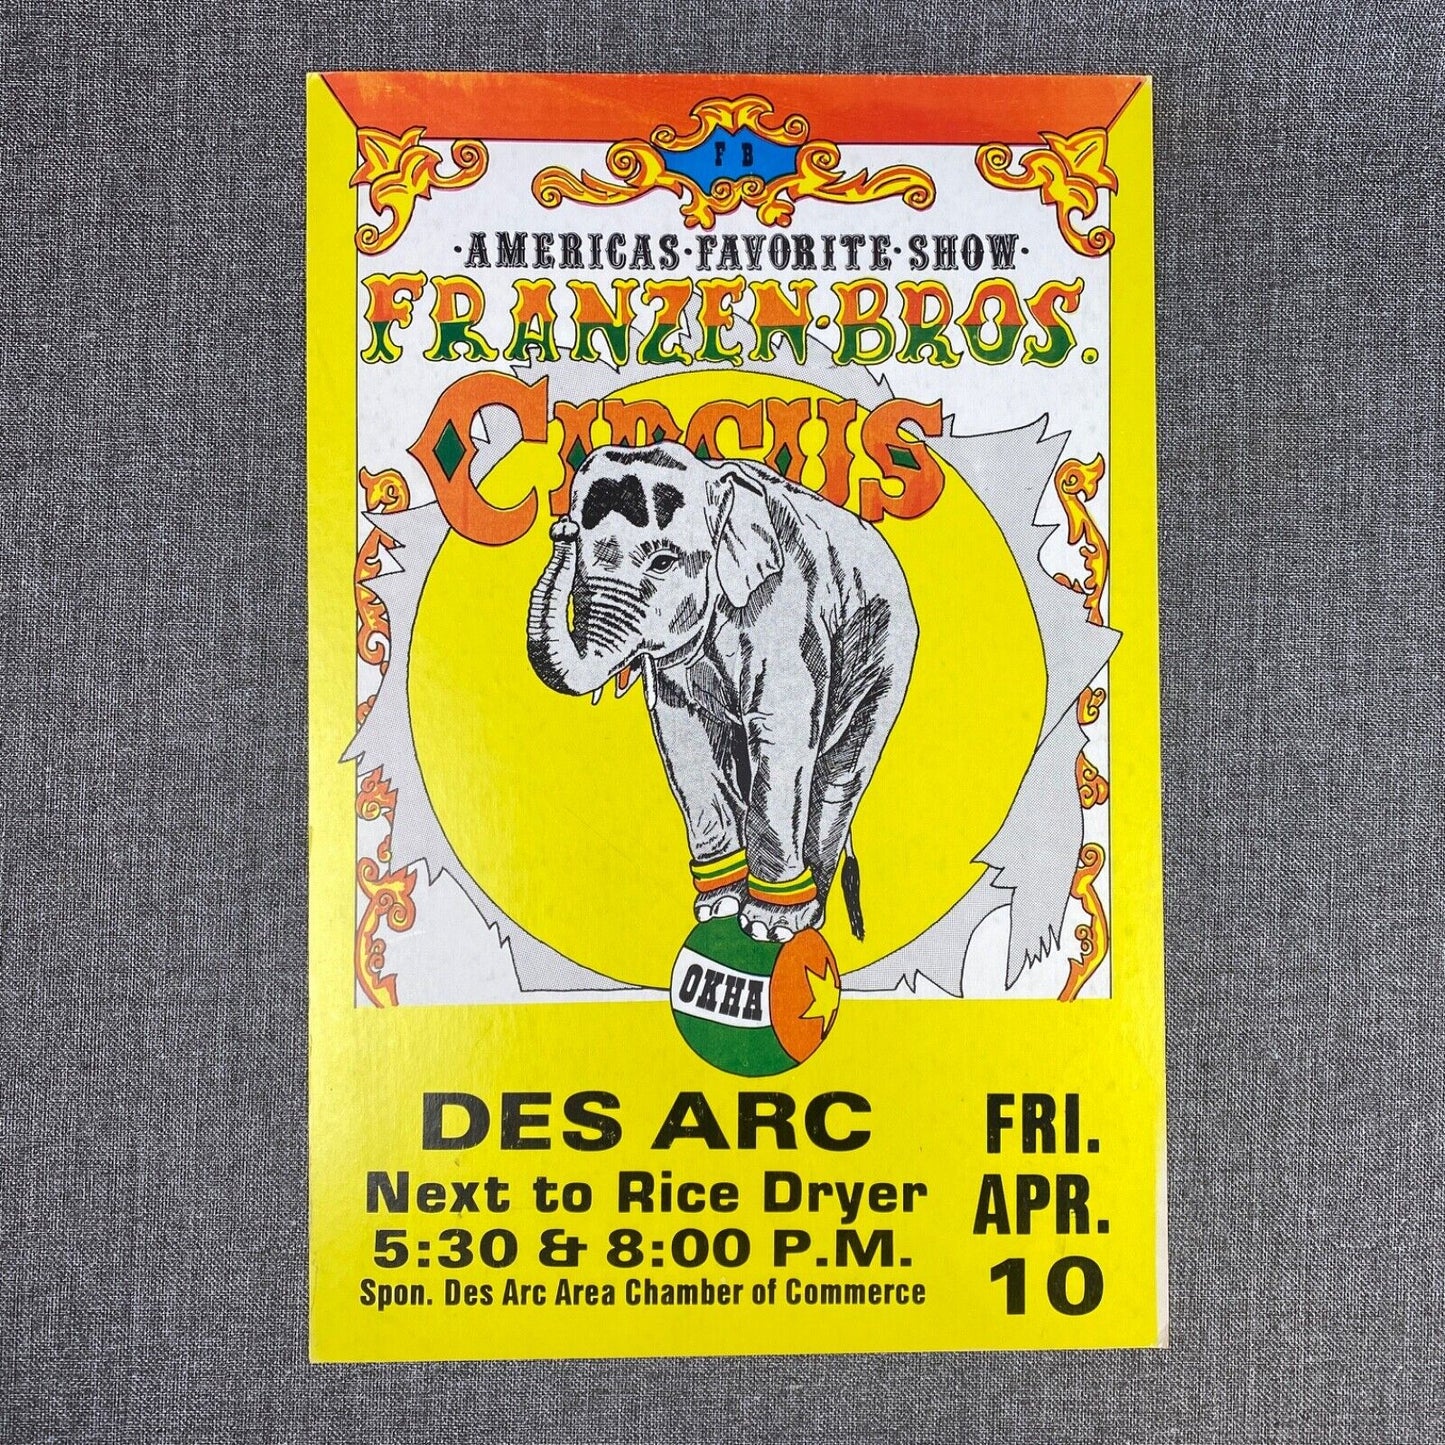 F B
·AMERICAS·FAVORITE·SHOW·
FRANZEN·BROS.
CIRCUS
OKHA
DES ARC
Next to Rice Dryer
5:30 & 8:00 P.M.
Spon. Des Arc Area Chamber of Commerce
FRI.
APR.
10